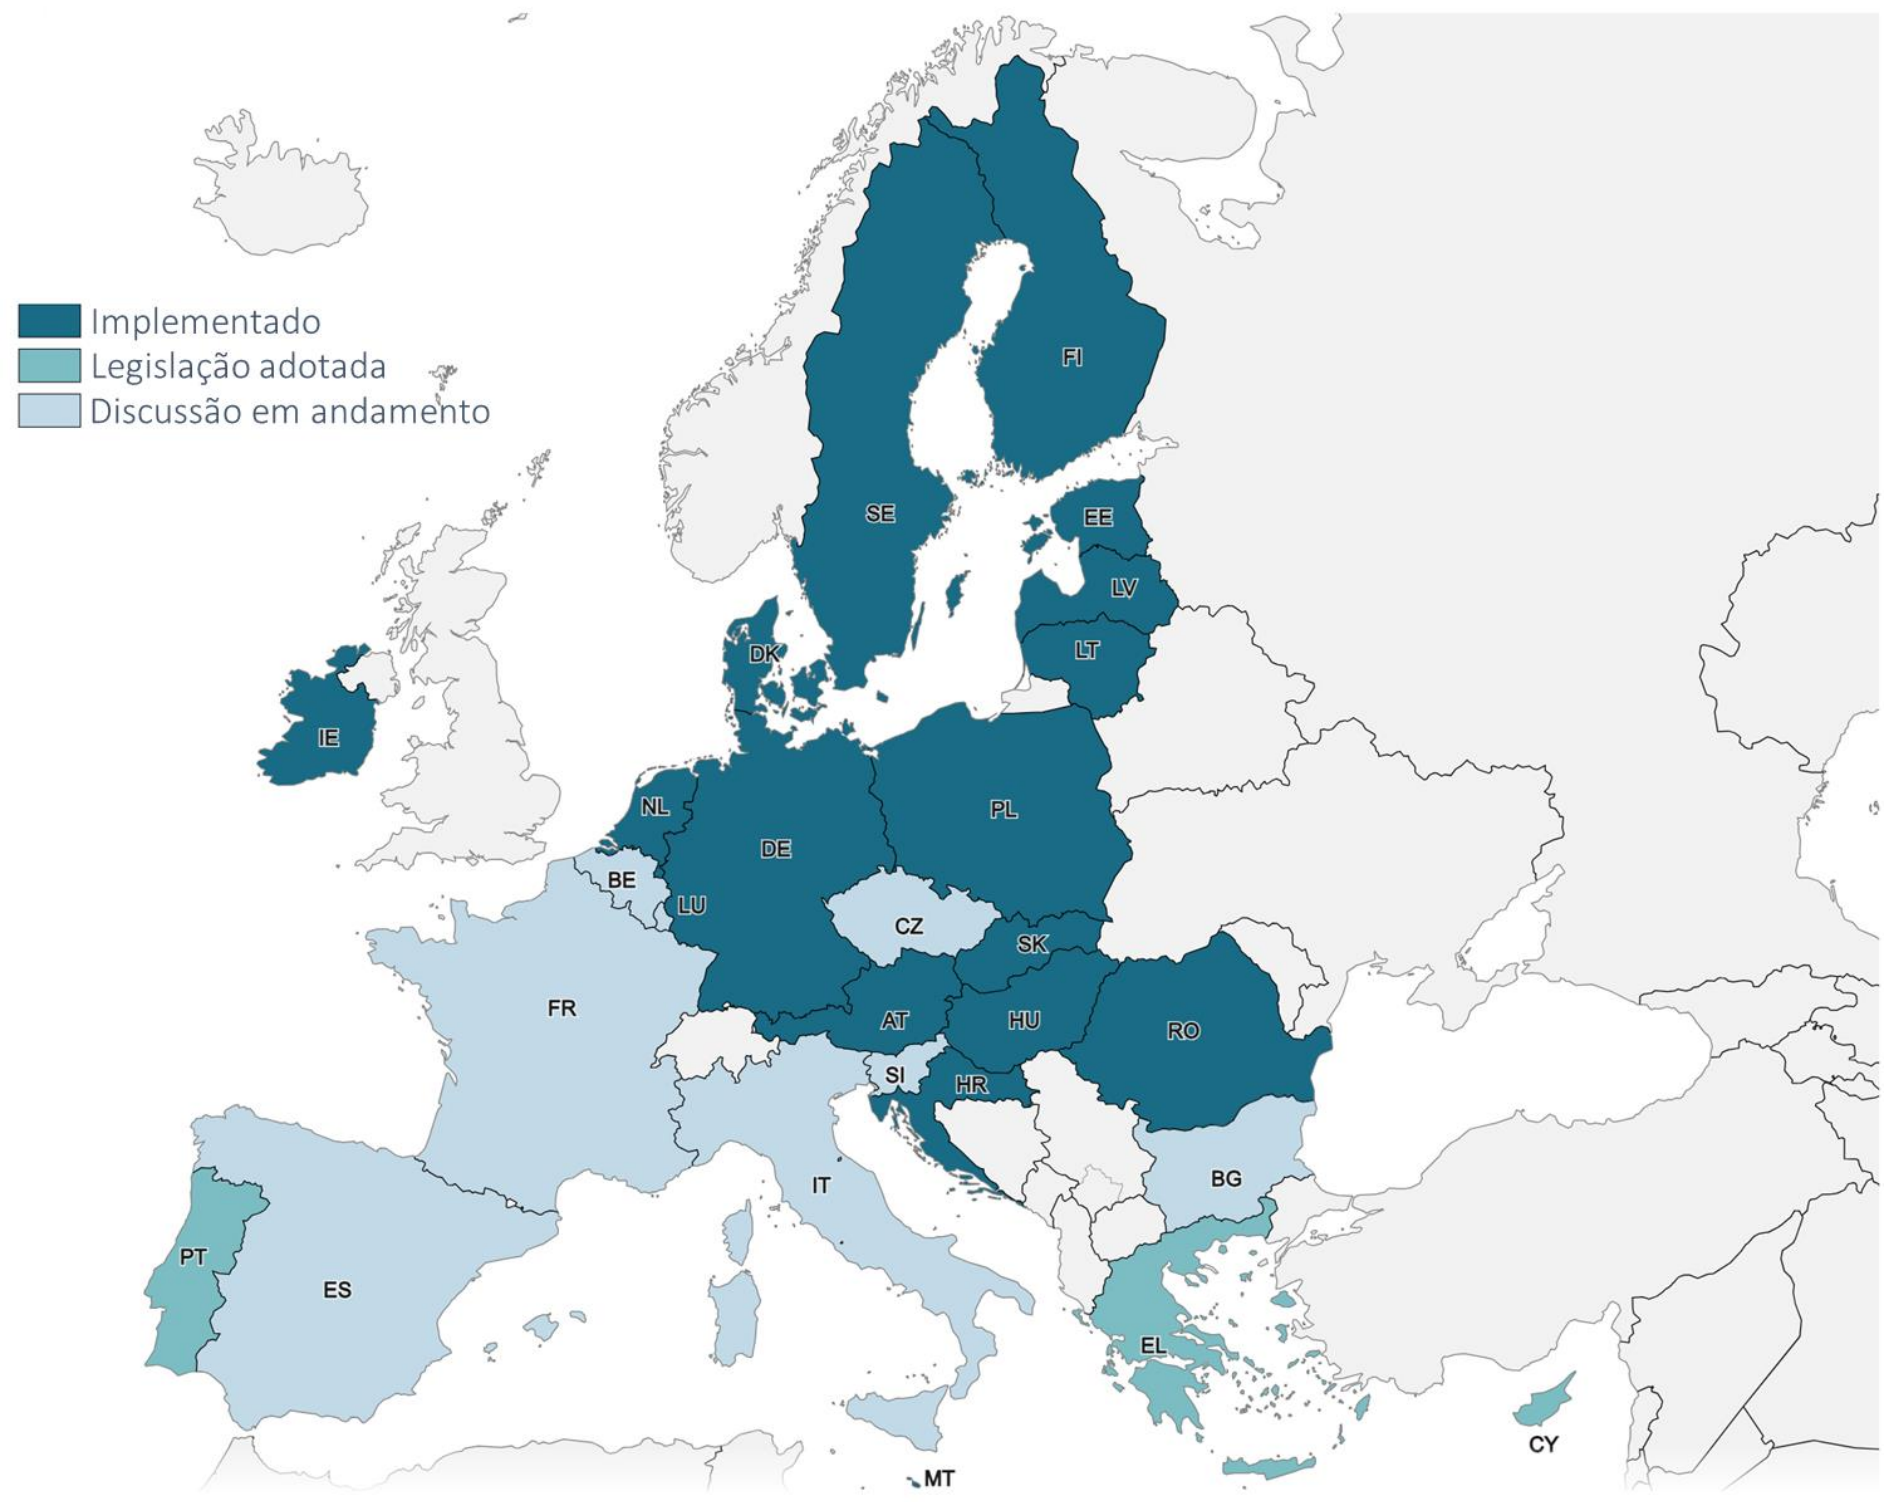 Implementado
Legislação adotada
Discussão em andamento
FI
SE
EE
LV
LT
DK
IE
NL
PL
DE
BE
LU
CZ
SK
FR
AT
HU
RO
SI
HR
BG
IT
PT
ES
EL
CY
MT